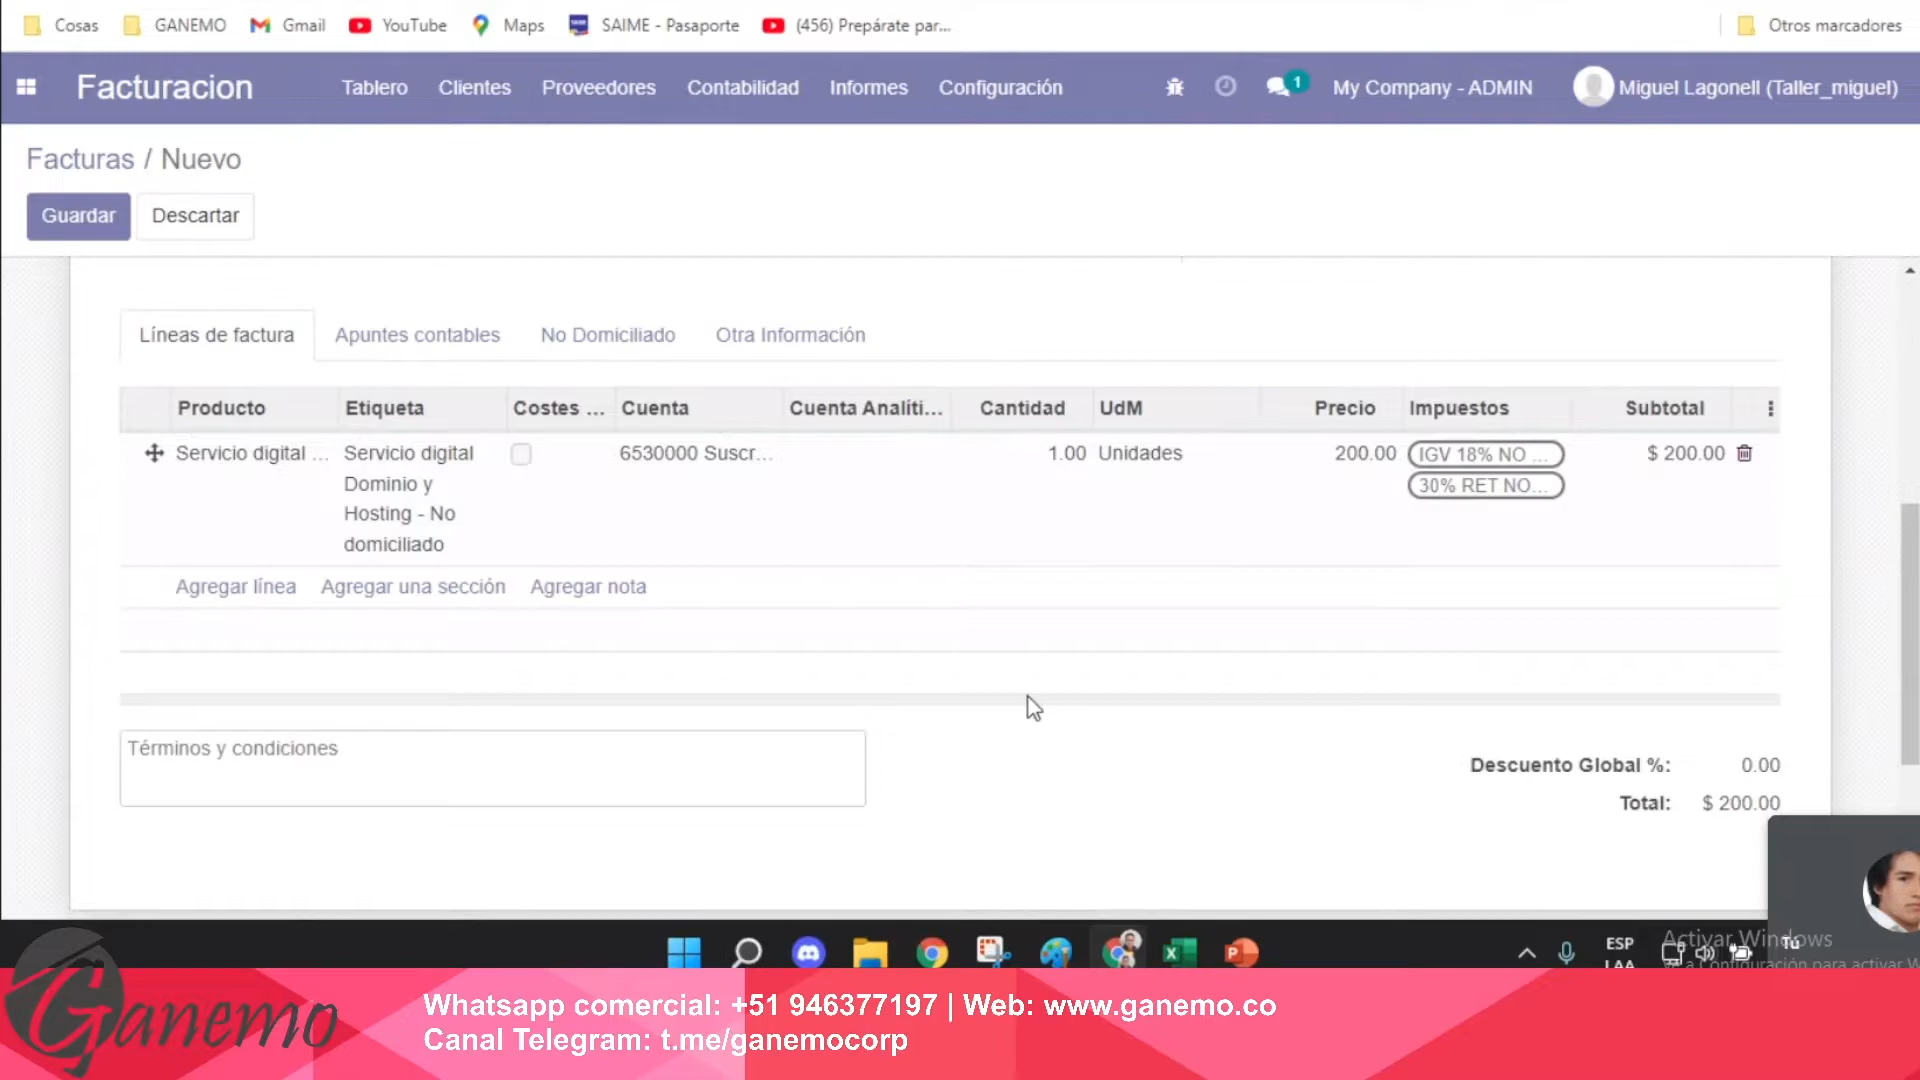 Cosas GANEMO Gmail YouTube Maps SAIME - Pasaporte (456) Prepárate par... Otros marcadores
Facturacion Tablero Clientes Proveedores Contabilidad Informes Configuración 1 My Company - ADMIN Miguel Lagonell (Taller_miguel)
Facturas / Nuevo
Guardar Descartar
Líneas de factura Apuntes contables No Domiciliado Otra Información
Producto Etiqueta Costes ... Cuenta Cuenta Analíti... Cantidad UdM Precio Impuestos Subtotal
Servicio digital ... Servicio digital 6530000 Suscr... 1.00 Unidades 200.00 IGV 18% NO ... $ 200.00
Dominio y 30% RET NO...
Hosting - No
domiciliado
Agregar línea Agregar una sección Agregar nota
Términos y condiciones
Descuento Global %: 0.00
Total: $ 200.00
ESP
LAA
Activar Windows
Tú
Configuración para activar W
Ganemo
Whatsapp comercial: +51 946377197 | Web: www.ganemo.co
Canal Telegram: t.me/ganemocorp